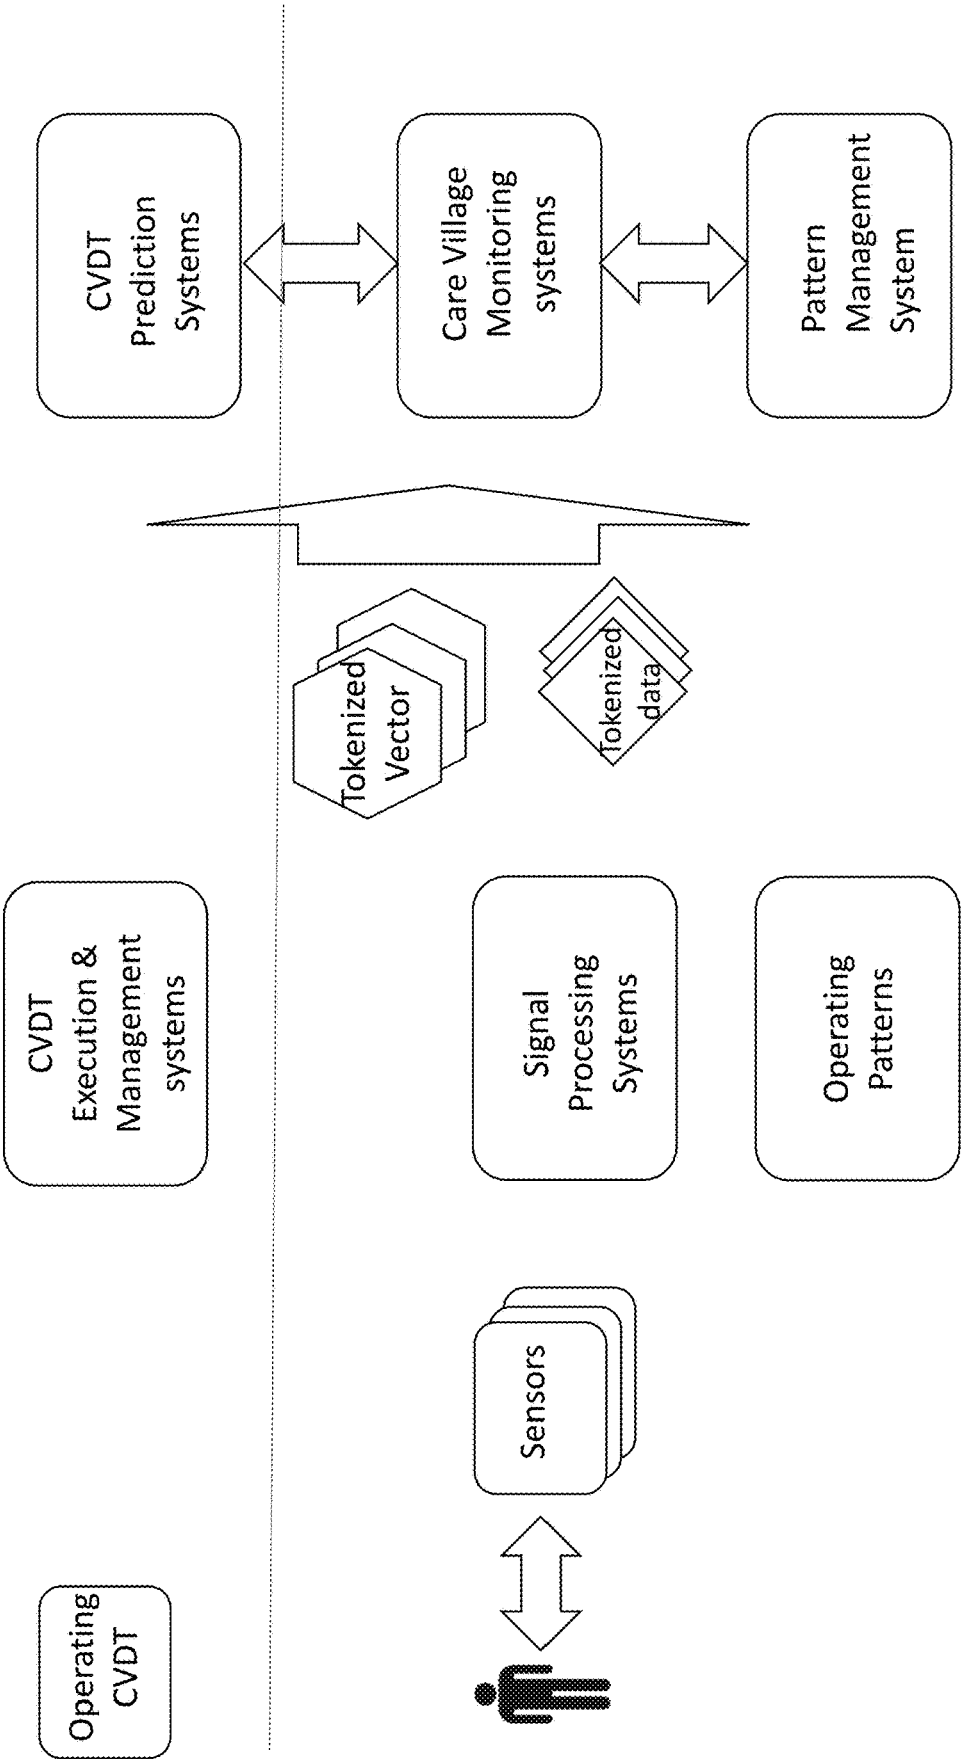 Operating
CVDT
CVDT
Execution &
Management
systems
CVDT
Prediction
Systems
Sensors
Signal
Processing
Systems
Tokenized
Vector
Tokenized
data
Care Village
Monitoring
systems
Operating
Patterns
Pattern
Management
System